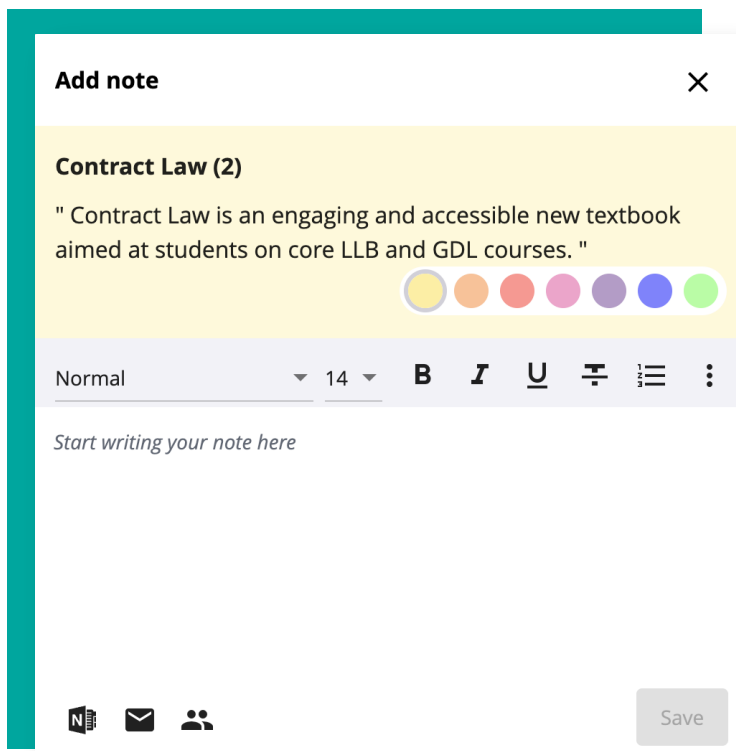 Add note
Contract Law (2)
" Contract Law is an engaging and accessible new textbook
aimed at students on core LLB and GDL courses. "
Normal 14 B I U T
Start writing your note here
N Save